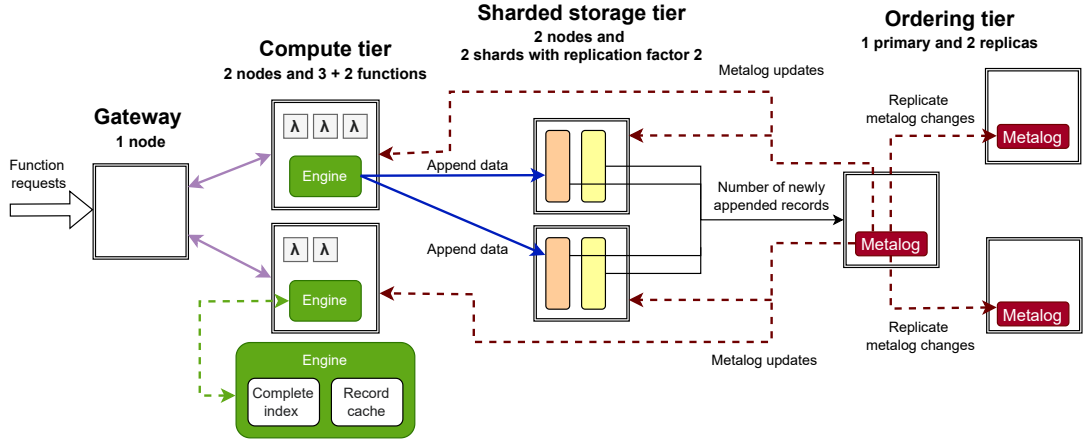 Gateway
1 node
Function
requests
Compute tier
2 nodes and 3 + 2 functions
λ λ λ
Engine
λ λ
Engine
Engine
Complete
index
Record
cache
Sharded storage tier
2 nodes and
2 shards with replication factor 2
Append data
Append data
Metalog updates
Number of newly
appended records
Metalog updates
Ordering tier
1 primary and 2 replicas
Replicate
metalog changes
Metalog
Metalog
Metalog
Replicate
metalog changes